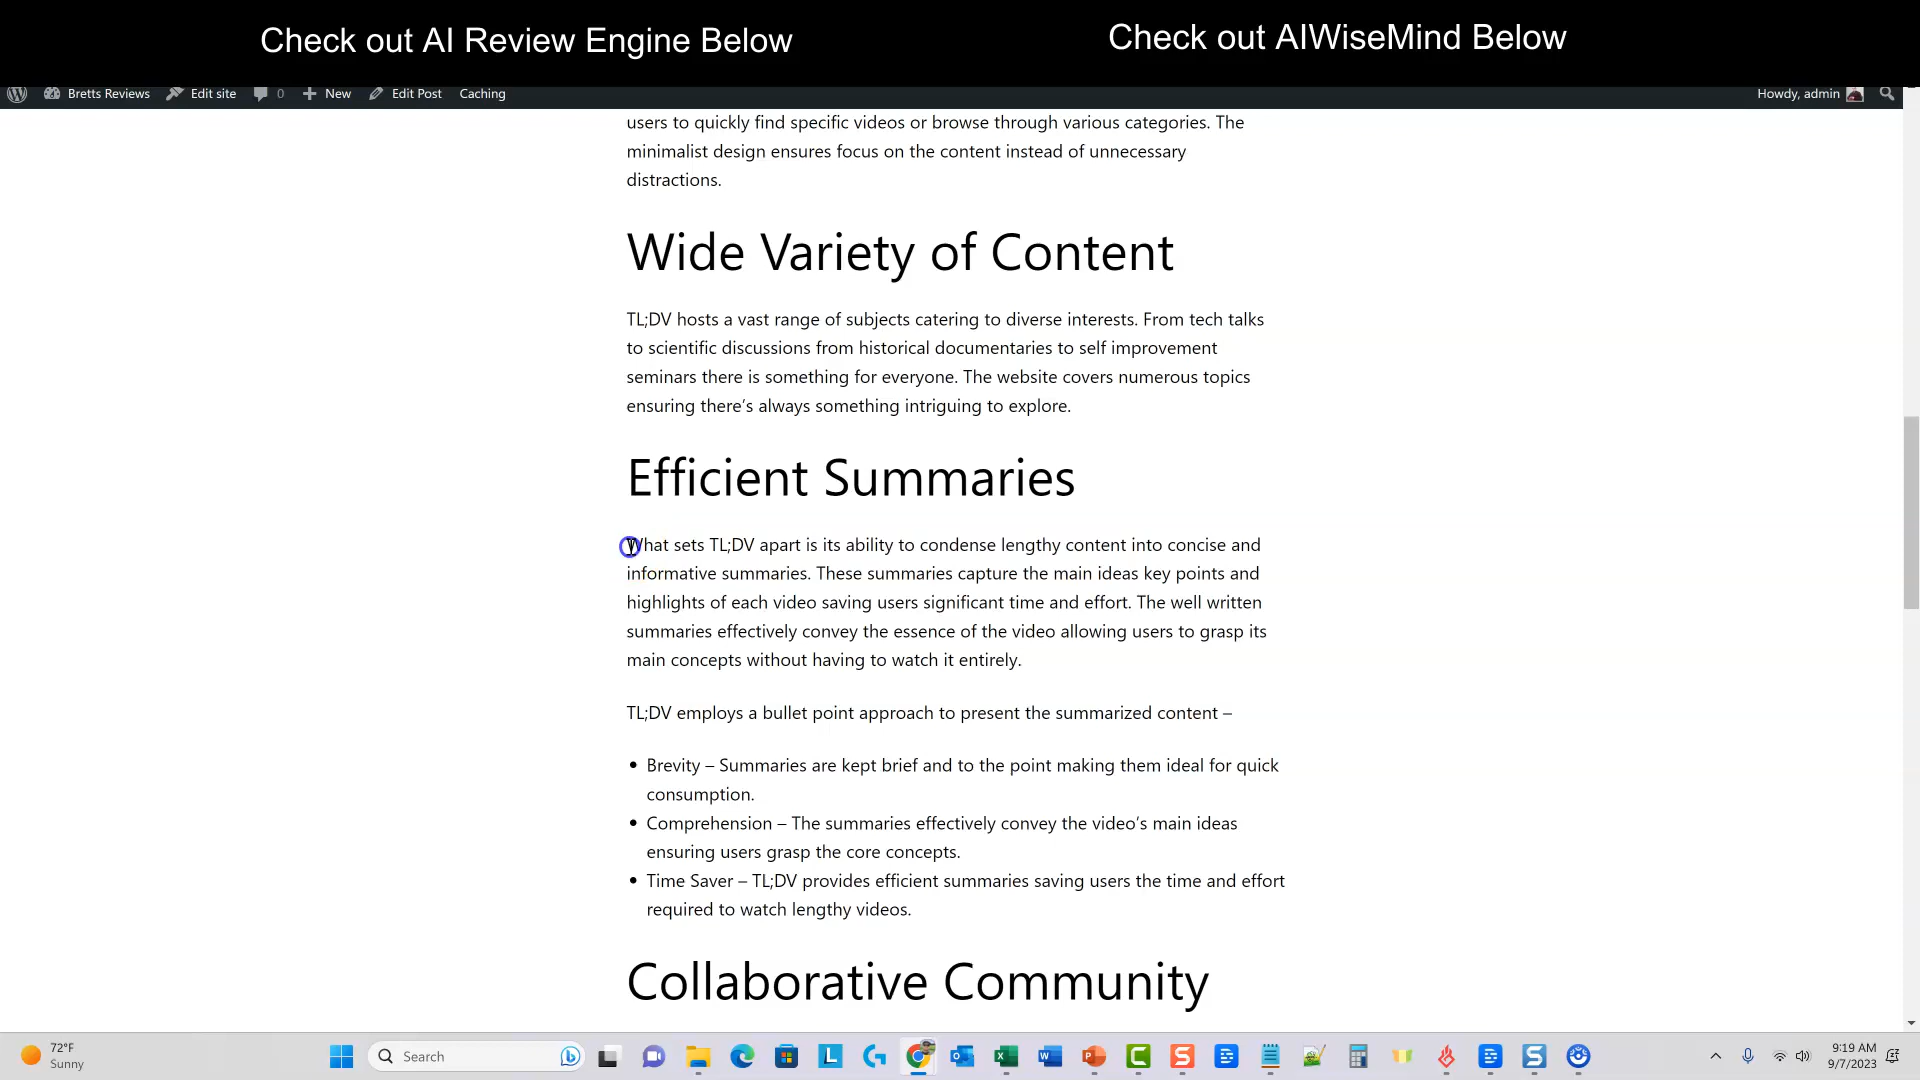 Check out AI Review Engine Below
Check out AIWiseMind Below
Bretts Reviews Edit site 0 New Edit Post Caching Howdy, admin
users to quickly find specific videos or browse through various categories. The
minimalist design ensures focus on the content instead of unnecessary
distractions.
Wide Variety of Content
TL;DV hosts a vast range of subjects catering to diverse interests. From tech talks
to scientific discussions from historical documentaries to self improvement
seminars there is something for everyone. The website covers numerous topics
ensuring there’s always something intriguing to explore.
Efficient Summaries
What sets TL;DV apart is its ability to condense lengthy content into concise and
informative summaries. These summaries capture the main ideas key points and
highlights of each video saving users significant time and effort. The well written
summaries effectively convey the essence of the video allowing users to grasp its
main concepts without having to watch it entirely.
TL;DV employs a bullet point approach to present the summarized content –
• Brevity – Summaries are kept brief and to the point making them ideal for quick
consumption.
• Comprehension – The summaries effectively convey the video’s main ideas
ensuring users grasp the core concepts.
• Time Saver – TL;DV provides efficient summaries saving users the time and effort
required to watch lengthy videos.
Collaborative Community
72°F
Sunny
Search
9:19 AM
9/7/2023